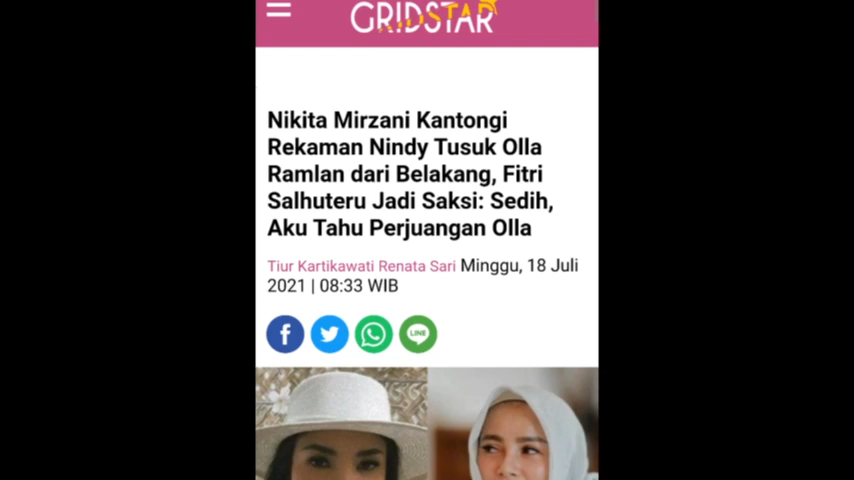 GRIDSTAR
Nikita Mirzani Kantongi
Rekaman Nindy Tusuk Olla
Ramlan dari Belakang, Fitri
Salhuteru Jadi Saksi: Sedih,
Aku Tahu Perjuangan Olla
Tiur Kartikawati Renata Sari Minggu, 18 Juli
2021 | 08:33 WIB
f
LINE